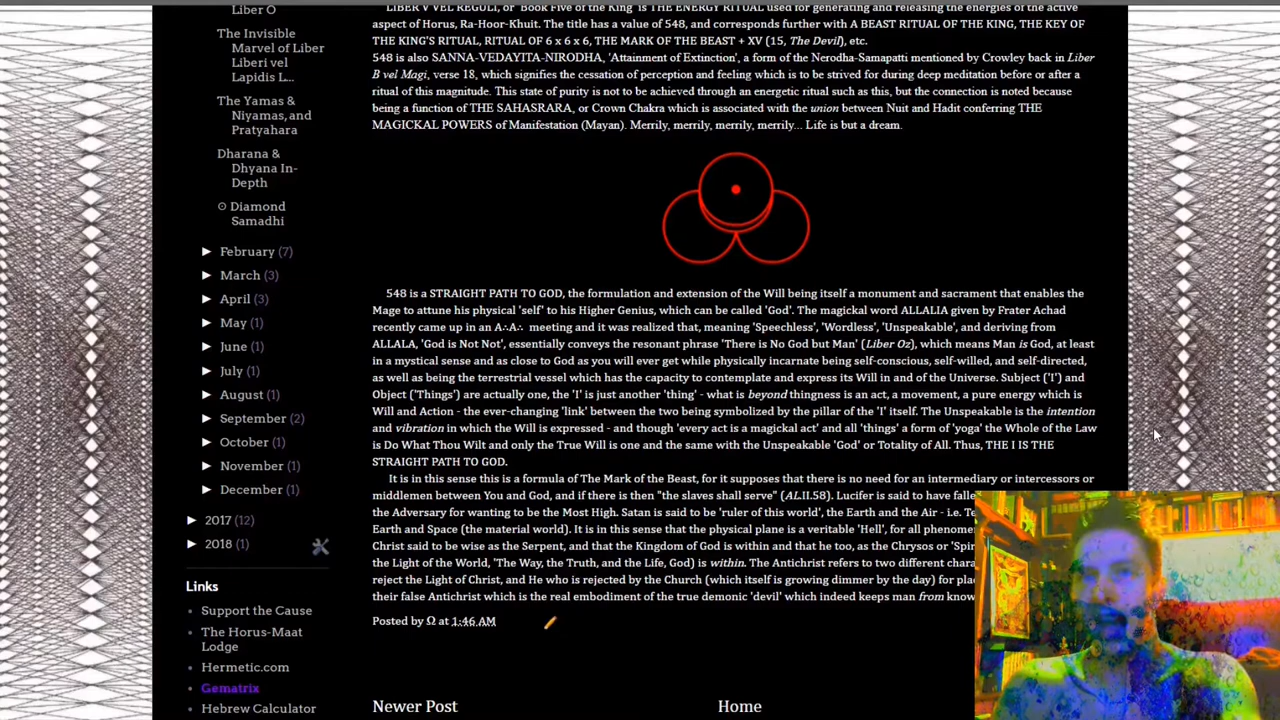 Liber O
The Invisible
Marvel of Liber
Liberi vel
Lapidis L...
The Yamas &
Niyamas, and
Pratyahara
Dharana &
Dhyana In-
Depth
⊙ Diamond
Samadhi
► February (7)
► March (3)
► April (3)
► May (1)
► June (1)
► July (1)
► August (1)
► September (2)
► October (1)
► November (1)
► December (1)
► 2017 (12)
► 2018 (1)
Links
Support the Cause
The Horus-Maat
Lodge
Hermetic.com
Gematrix
Hebrew Calculator
LIBER V VEL REGULI, or 'Book Five of the King' is THE ENERGY RITUAL used for generating and releasing the energies of the active
aspect of Horus, Ra-Hoor-Khuit. The title has a value of 548, and corresponds further with A BEAST RITUAL OF THE KING, THE KEY OF
THE KINGS RITUAL, RITUAL OF 6 x 6 x 6, THE MARK OF THE BEAST + XV (15, The Devil) etc.
548 is also SANNA-VEDAYITA-NIRODHA, 'Attainment of Extinction', a form of the Nerodha-Samapatti mentioned by Crowley back in Liber
B vel Magi, verse 18, which signifies the cessation of perception and feeling which is to be strived for during deep meditation before or after a
ritual of this magnitude. This state of purity is not to be achieved through an energetic ritual such as this, but the connection is noted because
being a function of THE SAHASRARA, or Crown Chakra which is associated with the union between Nuit and Hadit conferring THE
MAGICKAL POWERS of Manifestation (Mayan). Merrily, merrily, merrily, merrily... Life is but a dream.
548 is a STRAIGHT PATH TO GOD, the formulation and extension of the Will being itself a monument and sacrament that enables the
Mage to attune his physical 'self' to his Higher Genius, which can be called 'God'. The magickal word ALLALIA given by Frater Achad
recently came up in an A∴A∴ meeting and it was realized that, meaning 'Speechless', 'Wordless', 'Unspeakable', and deriving from
ALLALA, 'God is Not Not', essentially conveys the resonant phrase 'There is No God but Man' (Liber Oz), which means Man is God, at least
in a mystical sense and as close to God as you will ever get while physically incarnate being self-conscious, self-willed, and self-directed,
as well as being the terrestrial vessel which has the capacity to contemplate and express its Will in and of the Universe. Subject ('I') and
Object ('Things') are actually one, the 'I' is just another 'thing' - what is beyond thingness is an act, a movement, a pure energy which is
Will and Action - the ever-changing 'link' between the two being symbolized by the pillar of the 'I' itself. The Unspeakable is the intention
and vibration in which the Will is expressed - and though 'every act is a magickal act' and all 'things' a form of 'yoga' the Whole of the Law
is Do What Thou Wilt and only the True Will is one and the same with the Unspeakable 'God' or Totality of All. Thus, THE I IS THE
STRAIGHT PATH TO GOD.
It is in this sense this is a formula of The Mark of the Beast, for it supposes that there is no need for an intermediary or intercessors or
middlemen between You and God, and if there is then "the slaves shall serve" (AL.II.58). Lucifer is said to have falle
the Adversary for wanting to be the Most High. Satan is said to be 'ruler of this world', the Earth and the Air - i.e. Te
Earth and Space (the material world). It is in this sense that the physical plane is a veritable 'Hell', for all phenomen
Christ said to be wise as the Serpent, and that the Kingdom of God is within and that he too, as the Chrysos or 'Spir
the Light of the World, 'The Way, the Truth, and the Life, God) is within. The Antichrist refers to two different chara
reject the Light of Christ, and He who is rejected by the Church (which itself is growing dimmer by the day) for plac
their false Antichrist which is the real embodiment of the true demonic 'devil' which indeed keeps man from know
Posted by Ω at 1:46 AM
Newer Post
Home